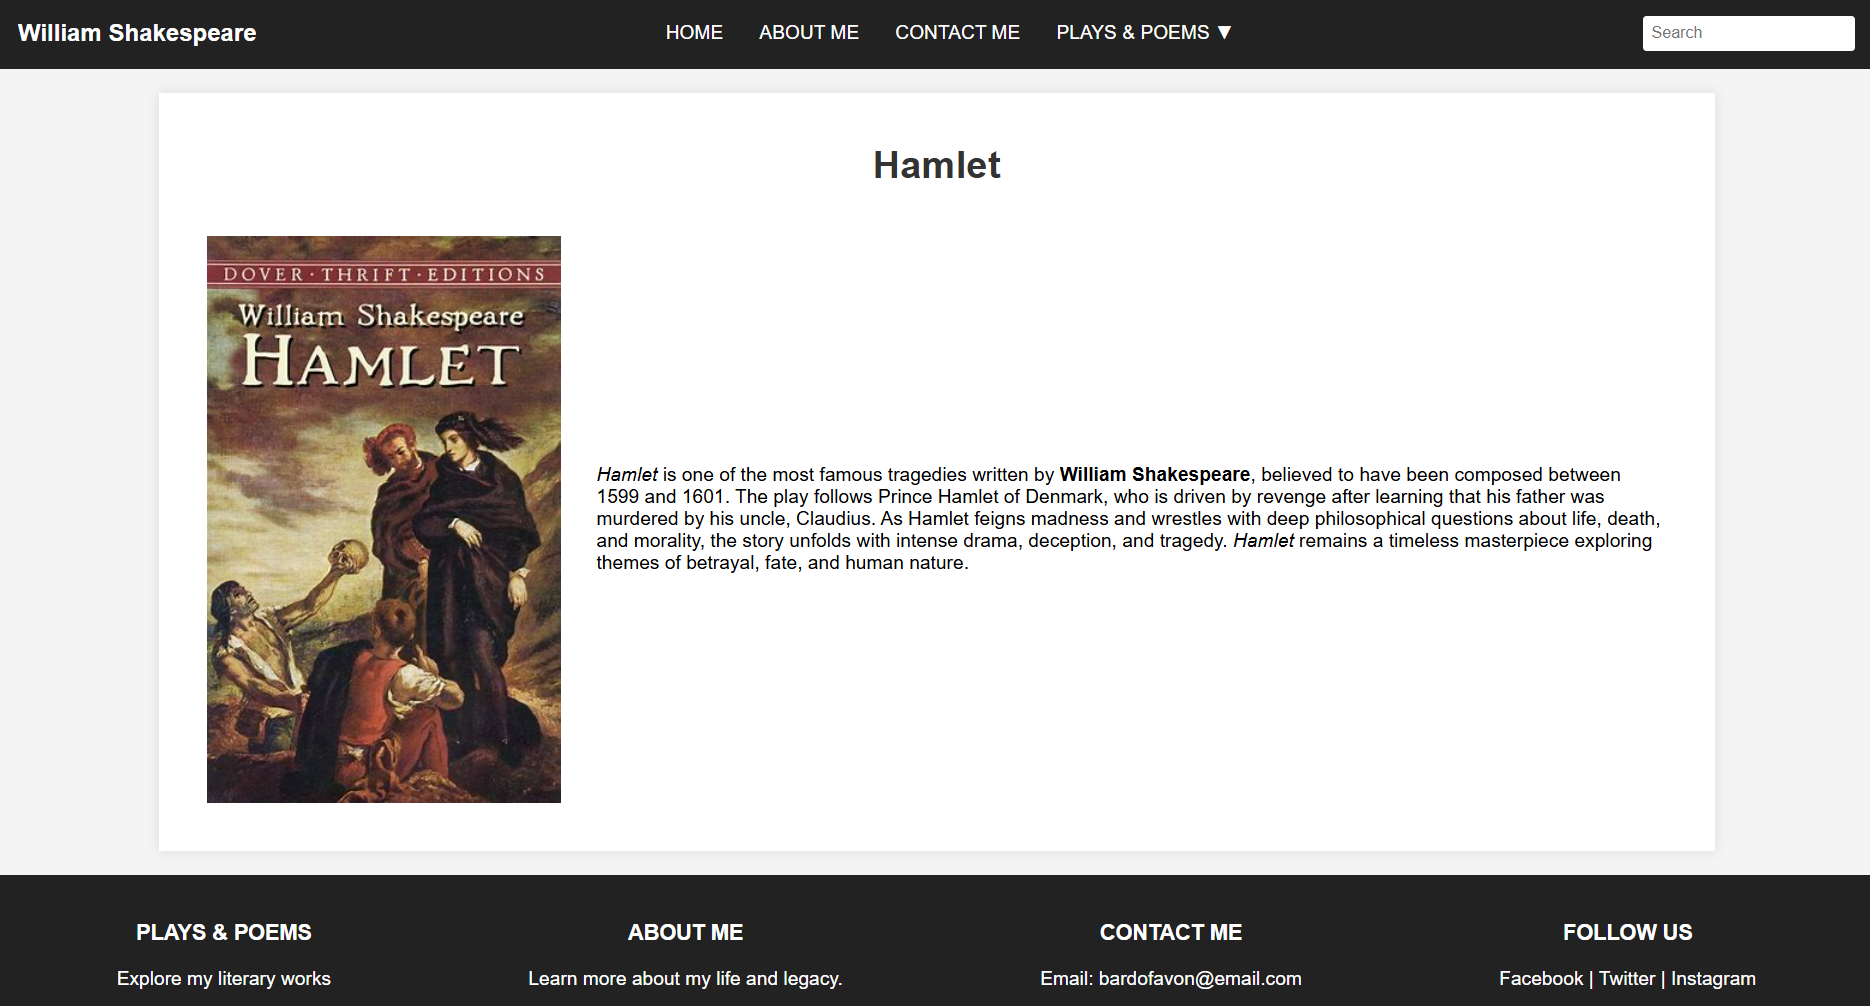 William Shakespeare
HOME ABOUT ME CONTACT ME PLAYS & POEMS ▼
Search
Hamlet
DOVER · THRIFT · EDITIONS
William Shakespeare
HAMLET
Hamlet is one of the most famous tragedies written by William Shakespeare, believed to have been composed between
1599 and 1601. The play follows Prince Hamlet of Denmark, who is driven by revenge after learning that his father was
murdered by his uncle, Claudius. As Hamlet feigns madness and wrestles with deep philosophical questions about life, death,
and morality, the story unfolds with intense drama, deception, and tragedy. Hamlet remains a timeless masterpiece exploring
themes of betrayal, fate, and human nature.
PLAYS & POEMS
Explore my literary works
ABOUT ME
Learn more about my life and legacy.
CONTACT ME
Email: bardofavon@email.com
FOLLOW US
Facebook | Twitter | Instagram